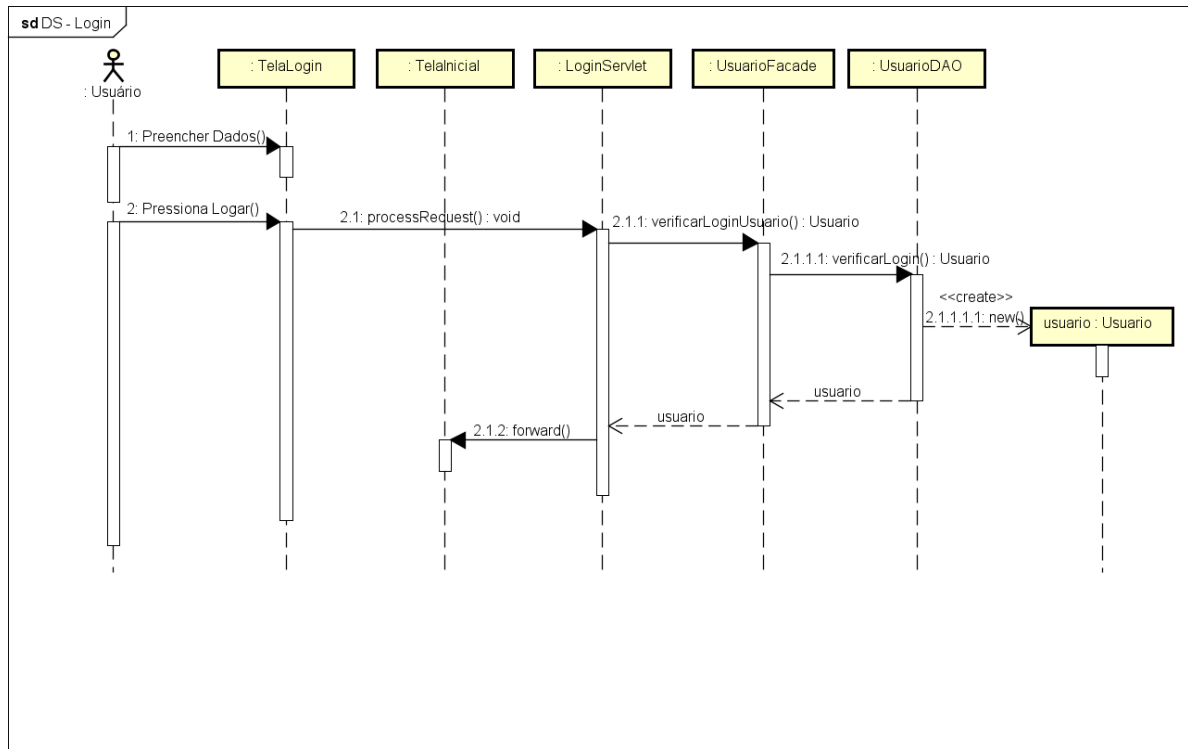 sd DS - Login
: Usuário
: TelaLogin
: TelaInicial
: LoginServlet
: UsuarioFacade
: UsuarioDAO
1: Preencher Dados()
2: Pressiona Logar()
2.1: processRequest() : void
2.1.1: verificarLoginUsuario() : Usuario
2.1.1.1: verificarLogin() : Usuario
<<create>>
2.1.1.1.1: new()
usuario : Usuario
usuario
usuario
2.1.2: forward()